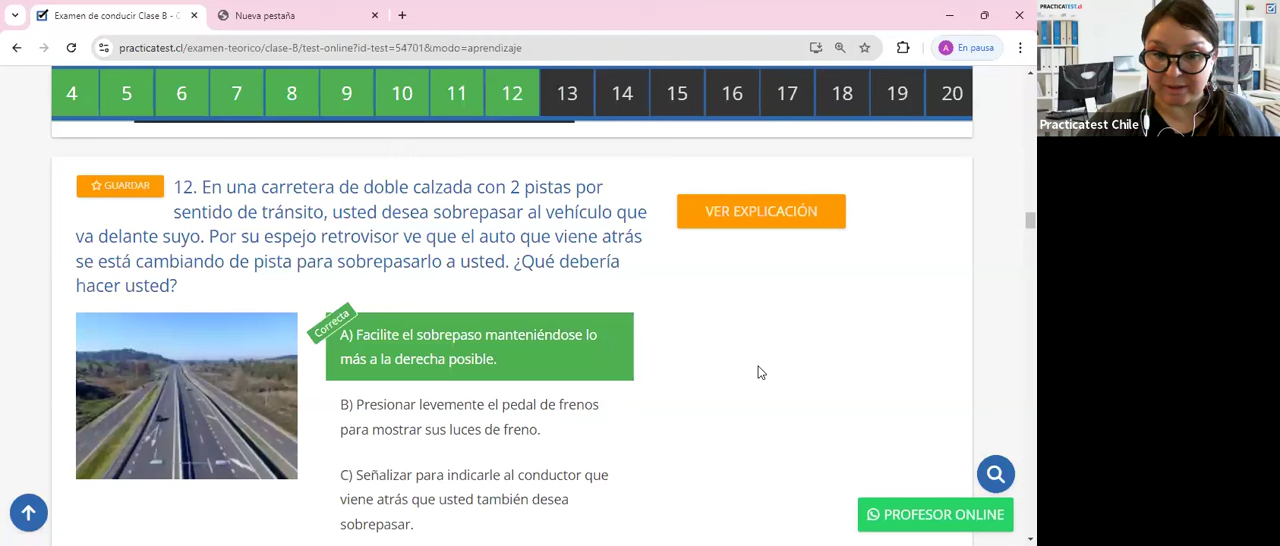 Examen de conducir Clase B - C
Nueva pestaña
practicatest.cl/examen-teorico/clase-B/test-online?id-test=54701&modo=aprendizaje
A
En pausa
4 5 6 7 8 9 10 11 12 13 14 15 16 17 18 19 20
GUARDAR
12. En una carretera de doble calzada con 2 pistas por
sentido de tránsito, usted desea sobrepasar al vehículo que
va delante suyo. Por su espejo retrovisor ve que el auto que viene atrás
se está cambiando de pista para sobrepasarlo a usted. ¿Qué debería
hacer usted?
VER EXPLICACIÓN
Correcta
A) Facilite el sobrepaso manteniéndose lo
más a la derecha posible.
B) Presionar levemente el pedal de frenos
para mostrar sus luces de freno.
C) Señalizar para indicarle al conductor que
viene atrás que usted también desea
sobrepasar.
PROFESOR ONLINE
PRACTICATEST.CL
Practicatest Chile